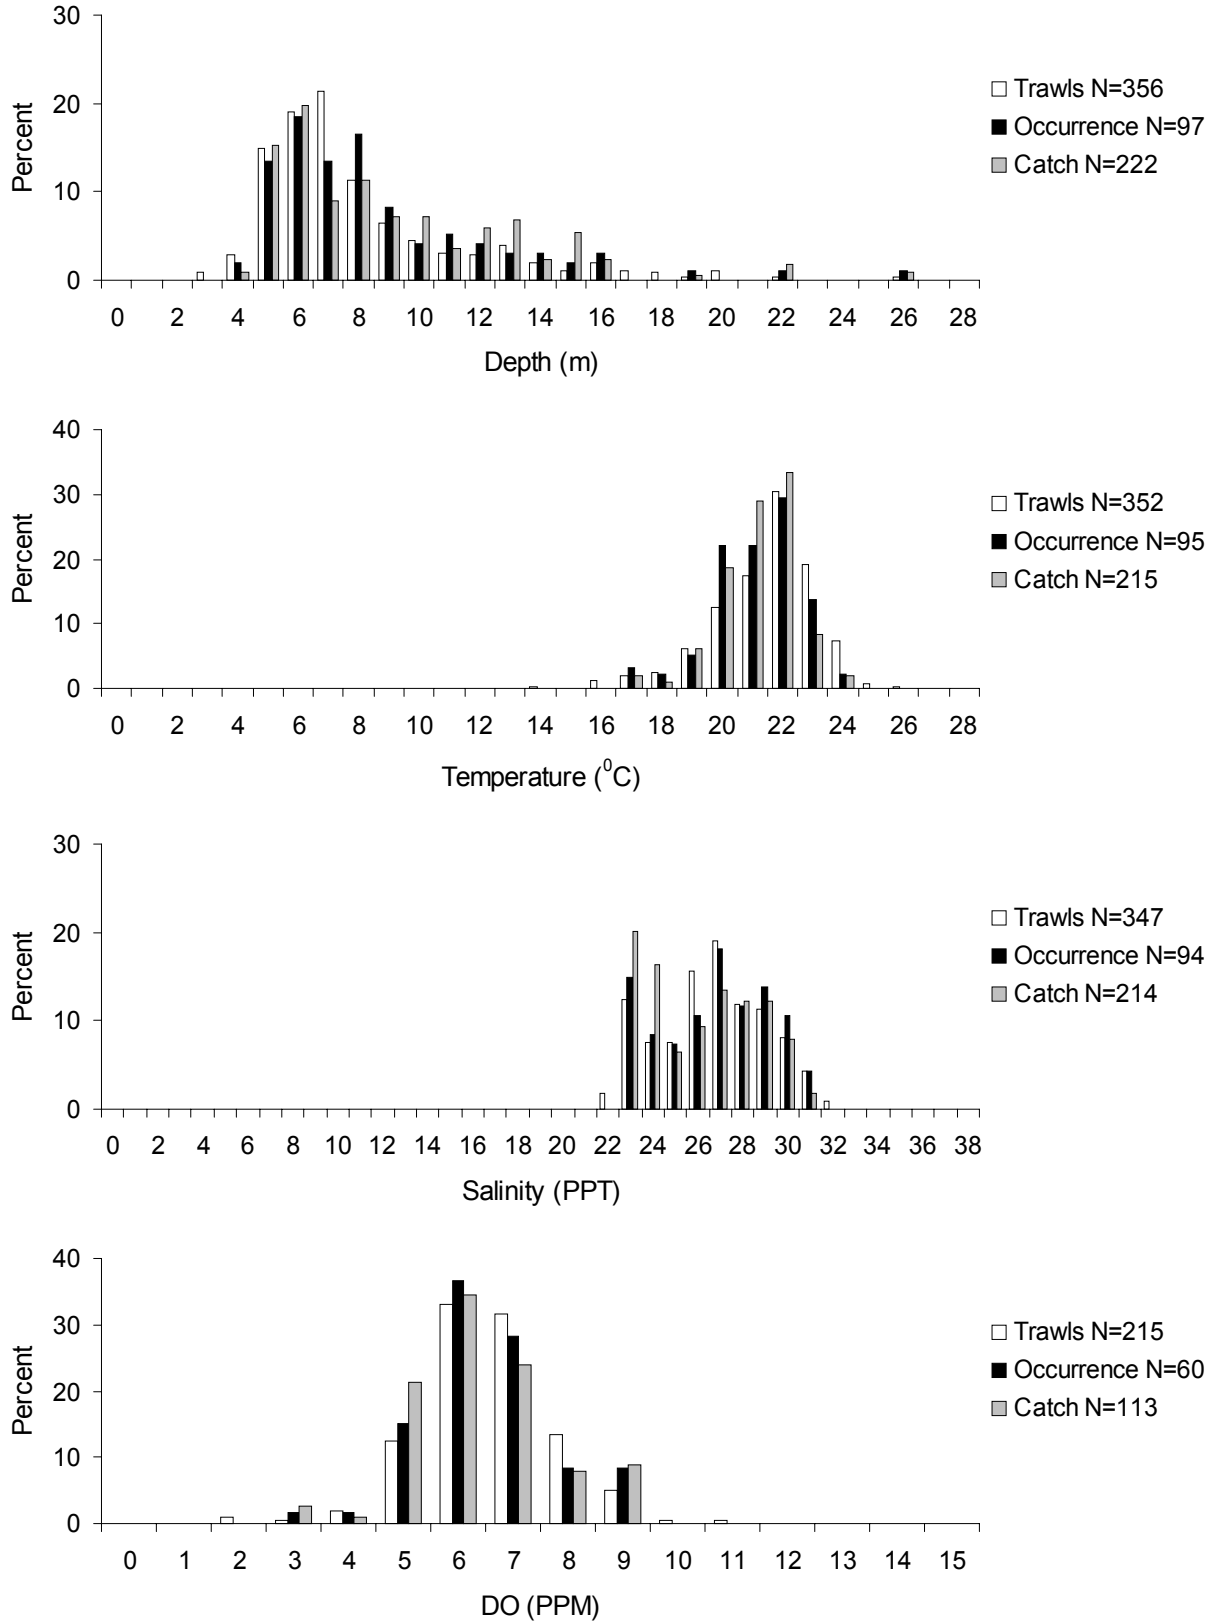 30
20
10
0
Percent
0 2 4 6 8 10 12 14 16 18 20 22 24 26 28
Depth (m)
Trawls N=356
Occurrence N=97
Catch N=222
40
30
20
10
0
Percent
0 2 4 6 8 10 12 14 16 18 20 22 24 26 28
Temperature (⁰C)
Trawls N=352
Occurrence N=95
Catch N=215
30
20
10
0
Percent
0 2 4 6 8 10 12 14 16 18 20 22 24 26 28 30 32 34 36 38
Salinity (PPT)
Trawls N=347
Occurrence N=94
Catch N=214
40
30
20
10
0
Percent
0 1 2 3 4 5 6 7 8 9 10 11 12 13 14 15
DO (PPM)
Trawls N=215
Occurrence N=60
Catch N=113